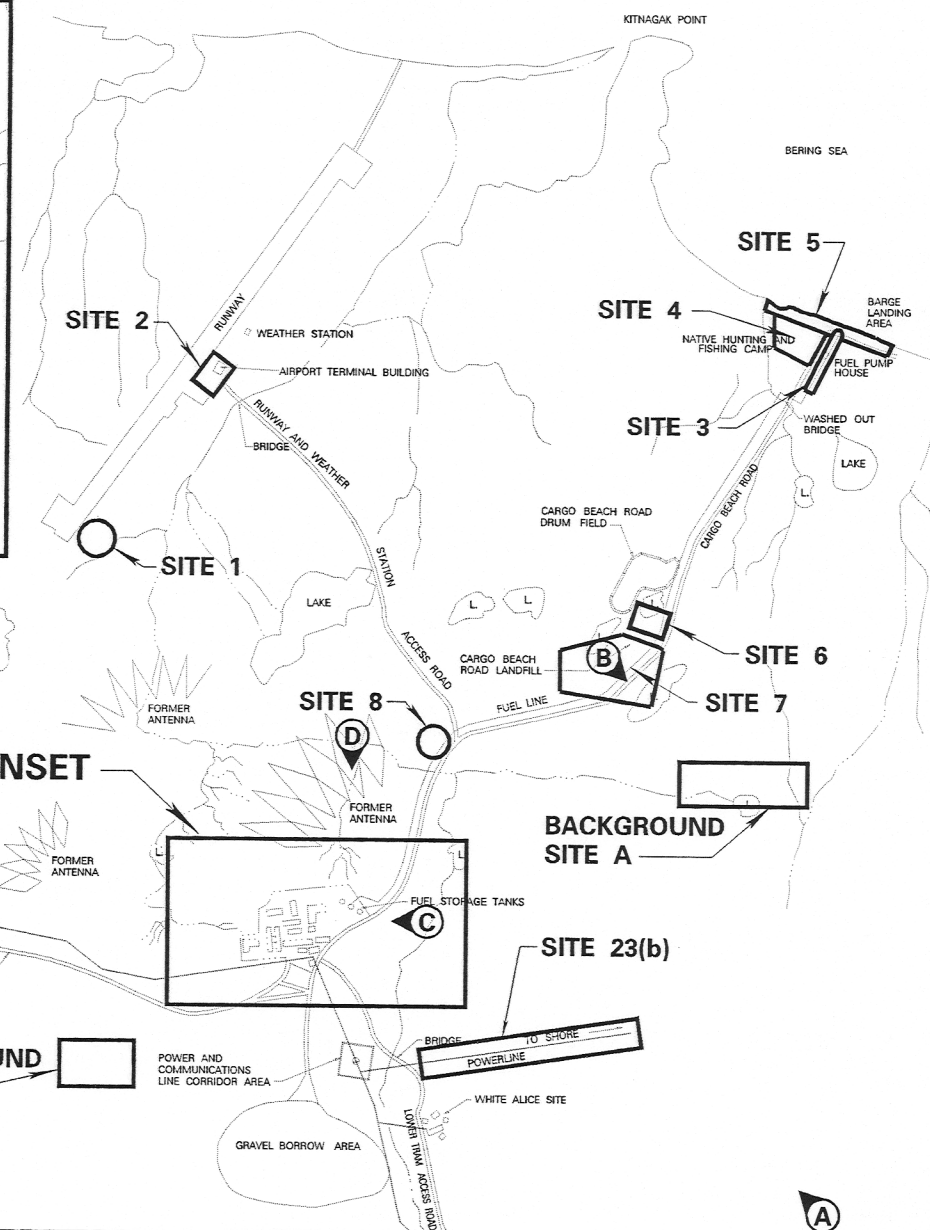 KITNAGAK POINT
BERING SEA
SITE 5
BARGE
LANDING
AREA
SITE 4
NATIVE HUNTING AND
FISHING CAMP
FUEL PUMP
HOUSE
SITE 2
RUNWAY
WEATHER STATION
AIRPORT TERMINAL BUILDING
SITE 3
WASHED OUT
BRIDGE
RUNWAY AND WEATHER
BRIDGE
LAKE
L.
CARGO BEACH ROAD
CARGO BEACH ROAD
DRUM FIELD
SITE 1
STATION
LAKE
L.
L.
L
ACCESS ROAD
SITE 6
CARGO BEACH
ROAD LANDFILL
B
SITE 7
FUEL LINE
SITE 8
FORMER
ANTENNA
D
NSET
FORMER
ANTENNA
L
BACKGROUND
SITE A
L
L
FORMER
ANTENNA
FUEL STORAGE TANKS
C
SITE 23(b)
BRIDGE
TO SHORE
POWERLINE
UND
POWER AND
COMMUNICATIONS
LINE CORRIDOR AREA
WHITE ALICE SITE
GRAVEL BORROW AREA
LOWER TRAM ACCESS ROAD
A